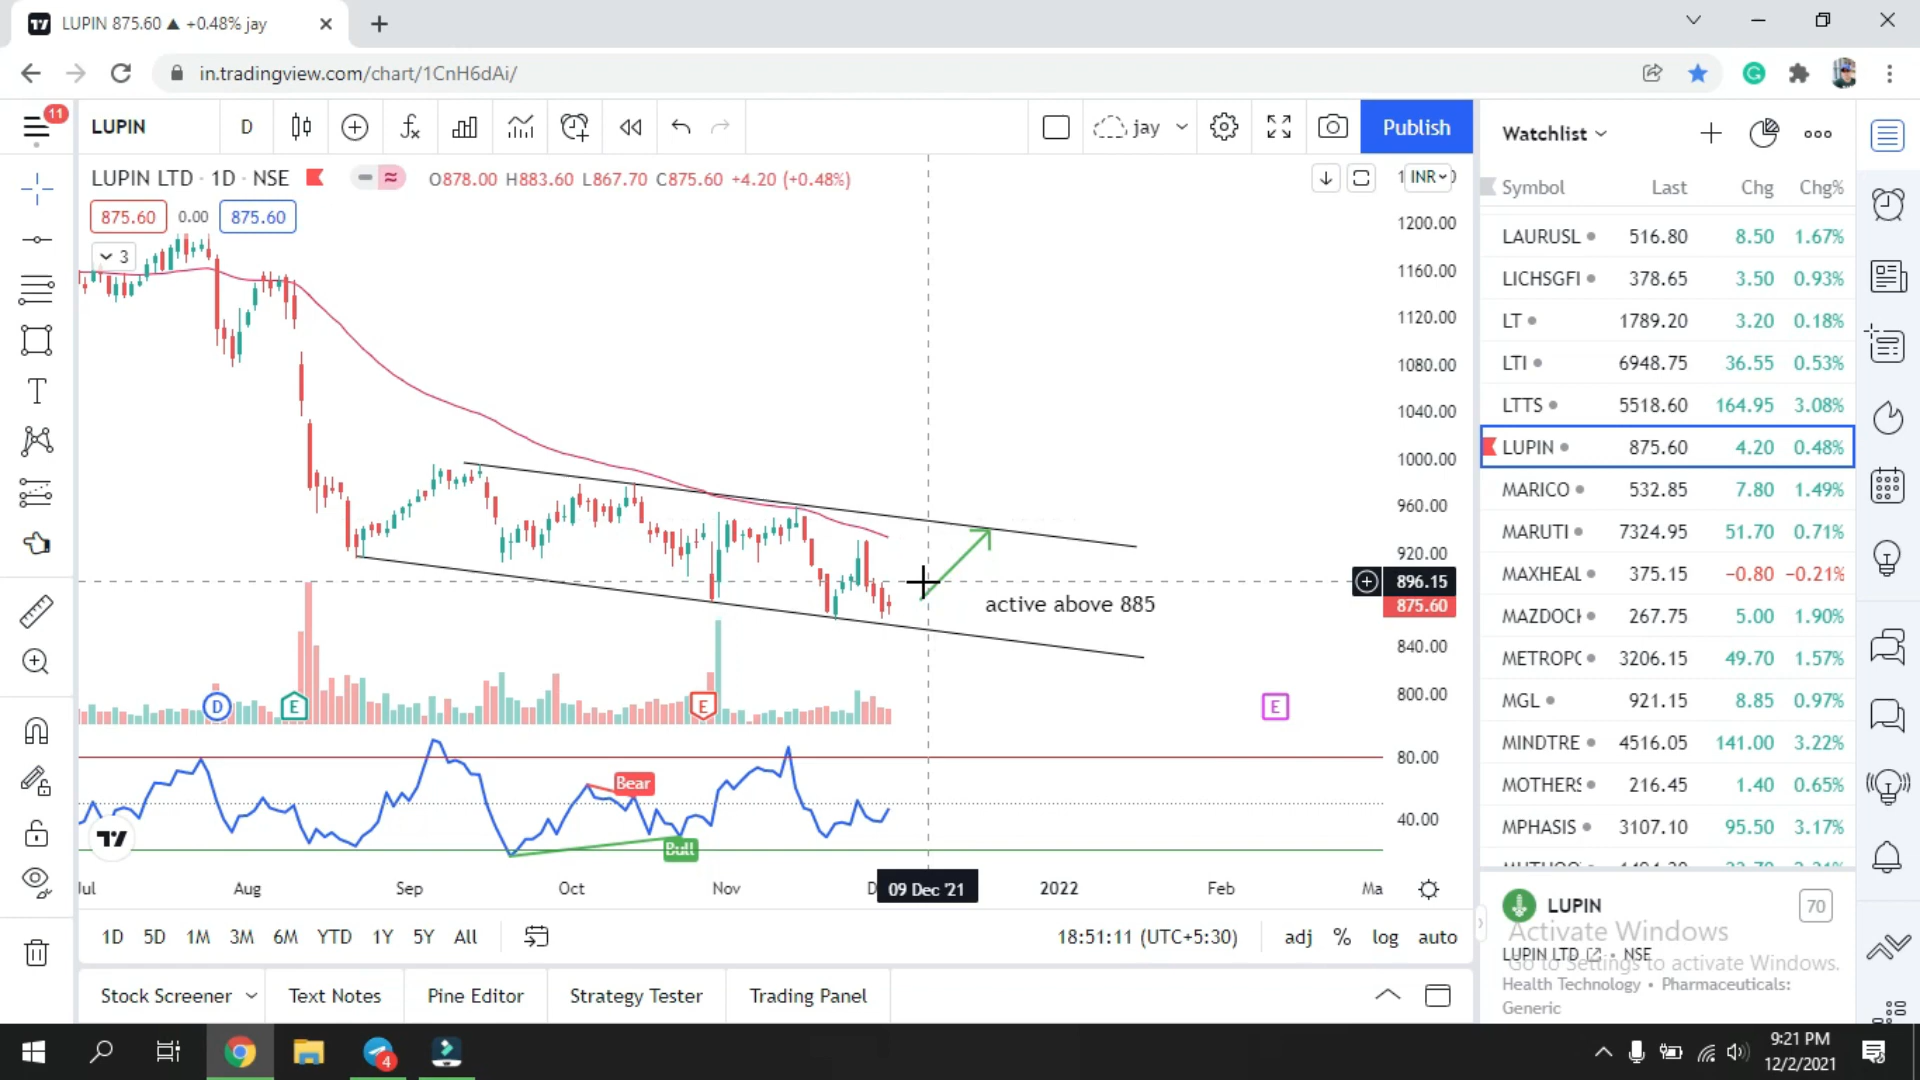 LUPIN 875.60 ▲ +0.48% jay
in.tradingview.com/chart/1CnH6dAi/
11
LUPIN
D
jay
Publish
Watchlist
LUPIN LTD · 1D · NSE
O878.00 H883.60 L867.70 C875.60 +4.20 (+0.48%)
INR
875.60 0.00 875.60
3
1200.00
1160.00
1120.00
1080.00
1040.00
1000.00
960.00
920.00
896.15
875.60
840.00
800.00
80.00
40.00
active above 885
D
E
E
E
Bear
Bull
Aug Sep Oct Nov 09 Dec '21 2022 Feb Ma
1D 5D 1M 3M 6M YTD 1Y 5Y All
18:51:11 (UTC+5:30) adj % log auto
Stock Screener Text Notes Pine Editor Strategy Tester Trading Panel
Symbol Last Chg Chg%
LAURUSL 516.80 8.50 1.67%
LICHSGFI 378.65 3.50 0.93%
LT 1789.20 3.20 0.18%
LTI 6948.75 36.55 0.53%
LTTS 5518.60 164.95 3.08%
LUPIN 875.60 4.20 0.48%
MARICO 532.85 7.80 1.49%
MARUTI 7324.95 51.70 0.71%
MAXHEAL 375.15 −0.80 −0.21%
MAZDOCK 267.75 5.00 1.90%
METROPO 3206.15 49.70 1.57%
MGL 921.15 8.85 0.97%
MINDTRE 4516.05 141.00 3.22%
MOTHERS 216.45 1.40 0.65%
MPHASIS 3107.10 95.50 3.17%
LUPIN 70
Activate Windows
LUPIN LTD • NSE
Go to Settings to activate Windows.
Health Technology • Pharmaceuticals:
Generic
4
9:21 PM
12/2/2021